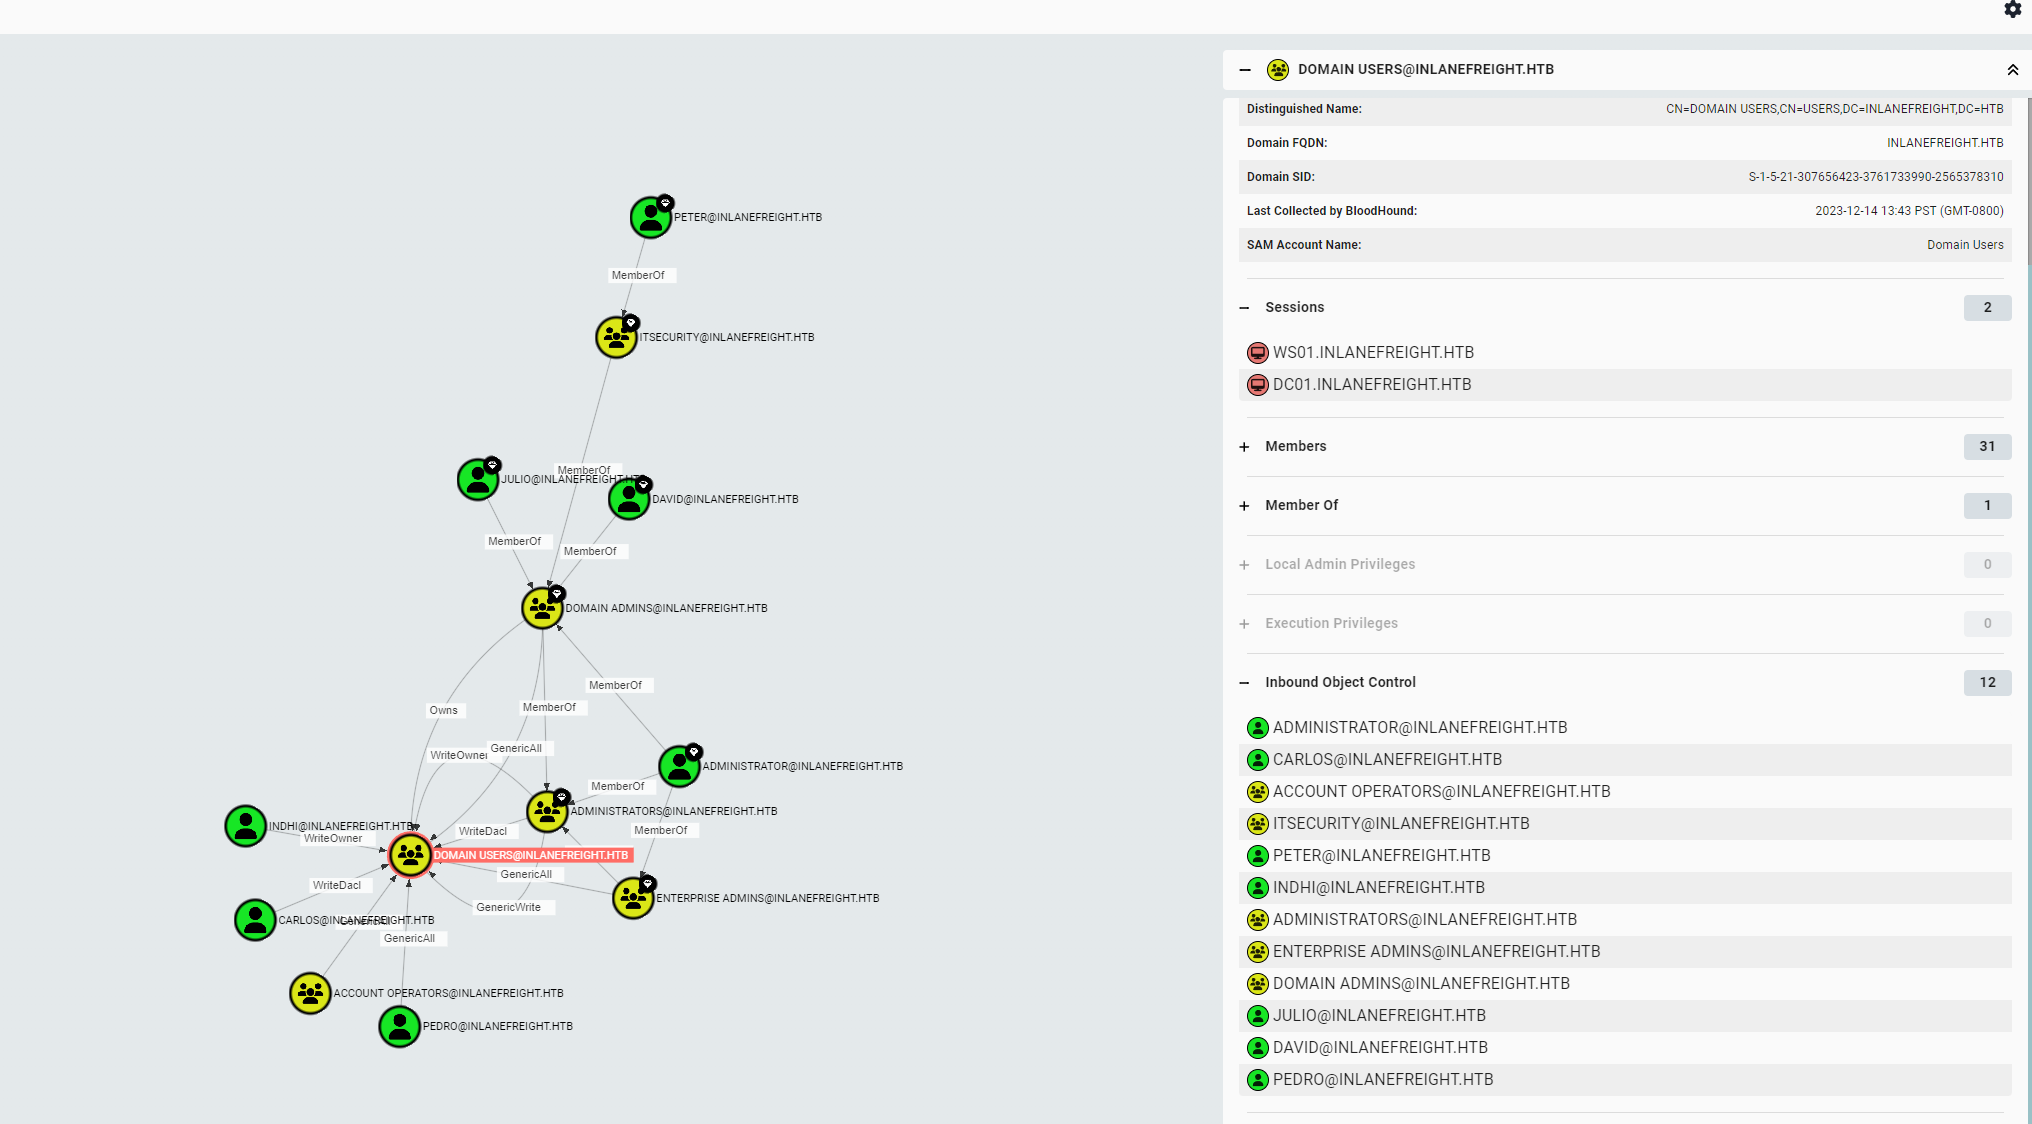 PETER@INLANEFREIGHT.HTB
MemberOf
ITSECURITY@INLANEFREIGHT.HTB
MemberOf
JULIO@INLANEFREIGHT.HTB
DAVID@INLANEFREIGHT.HTB
MemberOf
MemberOf
DOMAIN ADMINS@INLANEFREIGHT.HTB
MemberOf
Owns
MemberOf
GenericAll
WriteOwner
ADMINISTRATOR@INLANEFREIGHT.HTB
MemberOf
ADMINISTRATORS@INLANEFREIGHT.HTB
INDHI@INLANEFREIGHT.HTB
WriteOwner
WriteDacl
MemberOf
DOMAIN USERS@INLANEFREIGHT.HTB
GenericAll
WriteDacl
ENTERPRISE ADMINS@INLANEFREIGHT.HTB
GenericWrite
CARLOS@INLANEFREIGHT.HTB
GenericAll
GenericAll
ACCOUNT OPERATORS@INLANEFREIGHT.HTB
PEDRO@INLANEFREIGHT.HTB
DOMAIN USERS@INLANEFREIGHT.HTB
Distinguished Name: CN=DOMAIN USERS,CN=USERS,DC=INLANEFREIGHT,DC=HTB
Domain FQDN: INLANEFREIGHT.HTB
Domain SID: S-1-5-21-307656423-3761733990-2565378310
Last Collected by BloodHound: 2023-12-14 13:43 PST (GMT-0800)
SAM Account Name: Domain Users
Sessions 2
WS01.INLANEFREIGHT.HTB
DC01.INLANEFREIGHT.HTB
Members 31
Member Of 1
Local Admin Privileges 0
Execution Privileges 0
Inbound Object Control 12
ADMINISTRATOR@INLANEFREIGHT.HTB
CARLOS@INLANEFREIGHT.HTB
ACCOUNT OPERATORS@INLANEFREIGHT.HTB
ITSECURITY@INLANEFREIGHT.HTB
PETER@INLANEFREIGHT.HTB
INDHI@INLANEFREIGHT.HTB
ADMINISTRATORS@INLANEFREIGHT.HTB
ENTERPRISE ADMINS@INLANEFREIGHT.HTB
DOMAIN ADMINS@INLANEFREIGHT.HTB
JULIO@INLANEFREIGHT.HTB
DAVID@INLANEFREIGHT.HTB
PEDRO@INLANEFREIGHT.HTB